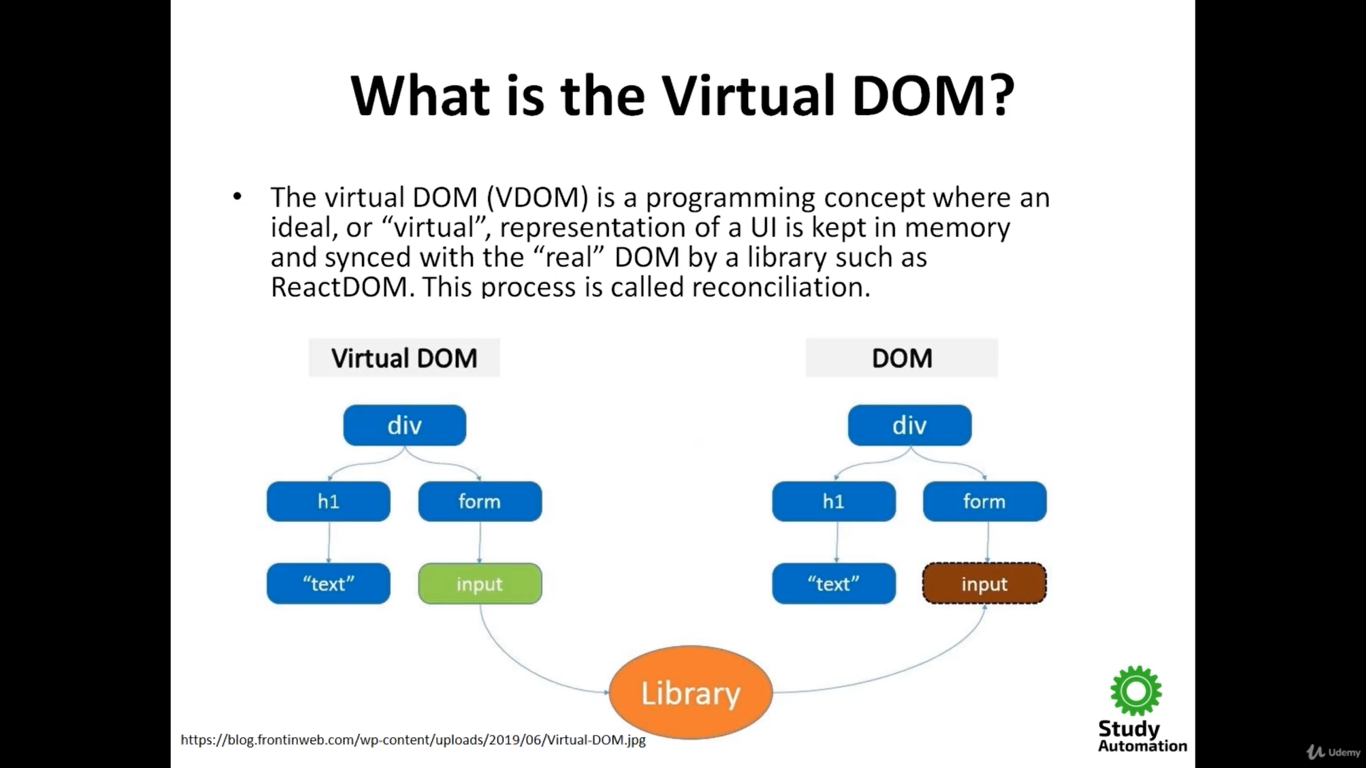 What is the Virtual DOM?
• The virtual DOM (VDOM) is a programming concept where an
ideal, or “virtual”, representation of a UI is kept in memory
and synced with the “real” DOM by a library such as
ReactDOM. This process is called reconciliation.
Virtual DOM
DOM
div
div
h1
form
h1
form
“text”
input
“text”
input
Library
https://blog.frontinweb.com/wp-content/uploads/2019/06/Virtual-DOM.jpg
Study
Automation
Udemy